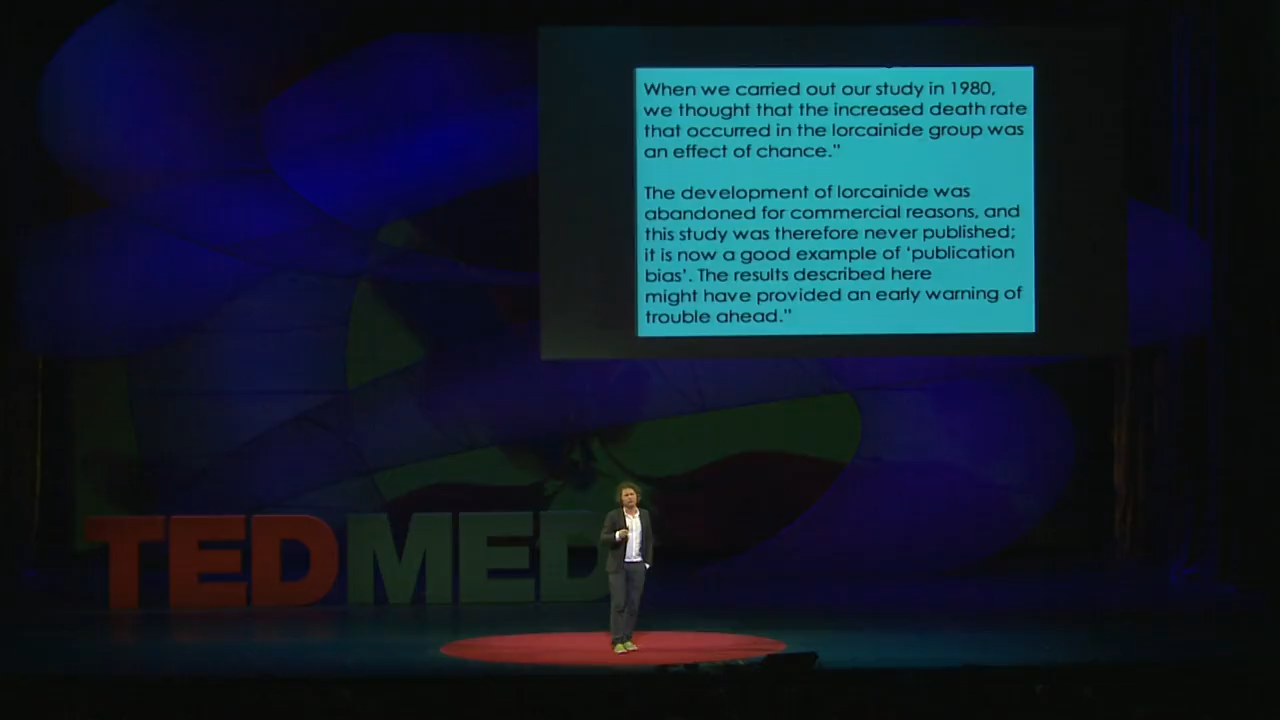 When we carried out our study in 1980,
we thought that the increased death rate
that occurred in the lorcainide group was
an effect of chance.”
The development of lorcainide was
abandoned for commercial reasons, and
this study was therefore never published;
it is now a good example of ‘publication
bias’. The results described here
might have provided an early warning of
trouble ahead.”
TEDMED